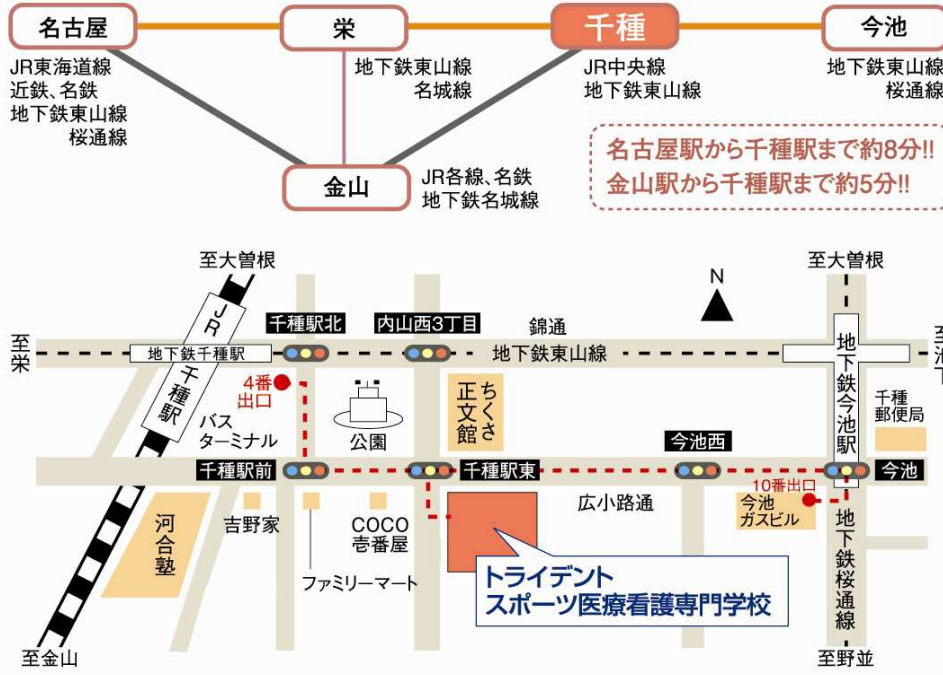 名古屋
栄
千種
今池
JR東海道線
近鉄、名鉄
地下鉄東山線
桜通線
地下鉄東山線
名城線
JR中央線
地下鉄東山線
地下鉄東山線
桜通線
名古屋駅から千種駅まで約8分!!
金山駅から千種駅まで約5分!!
金山
JR各線、名鉄
地下鉄名城線
至大曽根
至大曽根
N
JR千種駅
千種駅北
内山西3丁目
錦通
至栄
地下鉄千種駅
地下鉄東山線
地下鉄今池駅
4番
出口
バス
ターミナル
公園
ちくさ
正文館
千種
郵便局
今池西
千種駅前
千種駅東
今池
10番出口
広小路通
今池
ガスビル
河合塾
吉野家
COCO
壱番屋
ファミリーマート
トライデント
スポーツ医療看護専門学校
地下鉄桜通線
至金山
至野並